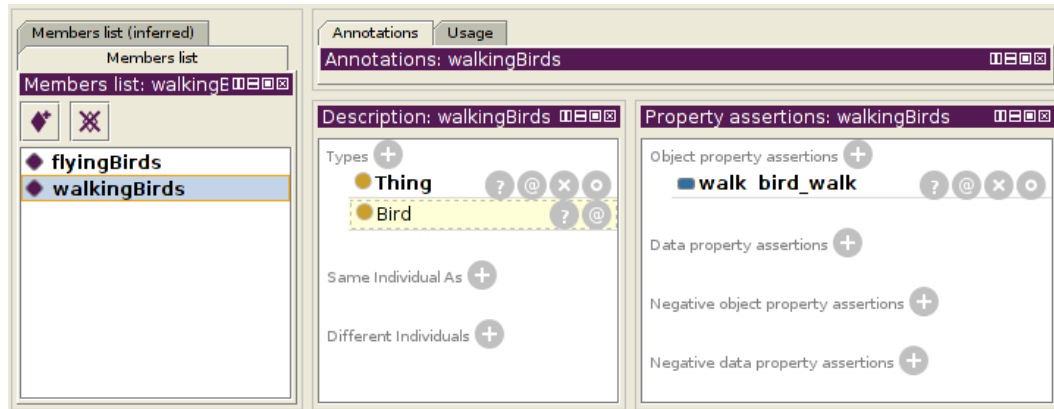 Members list (inferred)
Members list
Members list: walkingB
flyingBirds
walkingBirds
Annotations Usage
Annotations: walkingBirds
Description: walkingBirds
Types
Thing ? @ x o
Bird ? @
Same Individual As
Different Individuals
Property assertions: walkingBirds
Object property assertions
walk bird_walk ? @ x o
Data property assertions
Negative object property assertions
Negative data property assertions